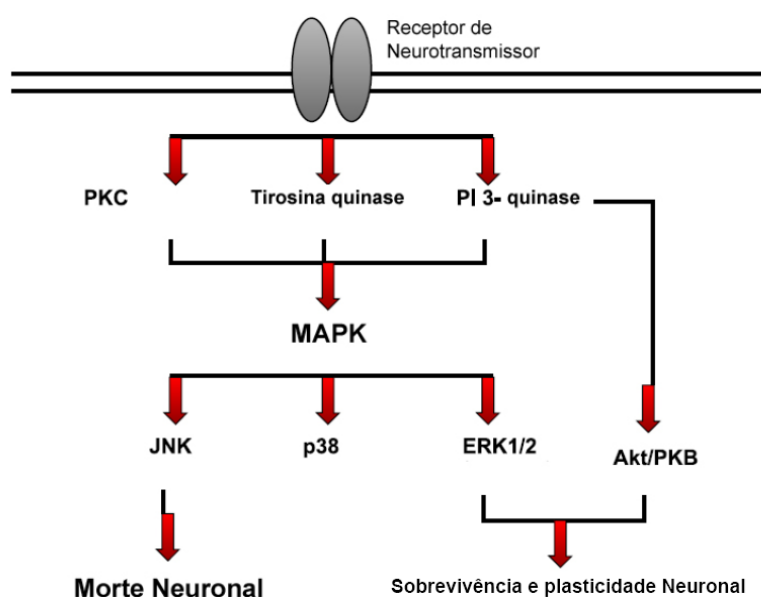 Receptor de
Neurotransmissor
PKC
Tirosina quinase
PI 3- quinase
MAPK
JNK
p38
ERK1/2
Akt/PKB
Morte Neuronal
Sobrevivência e plasticidade Neuronal